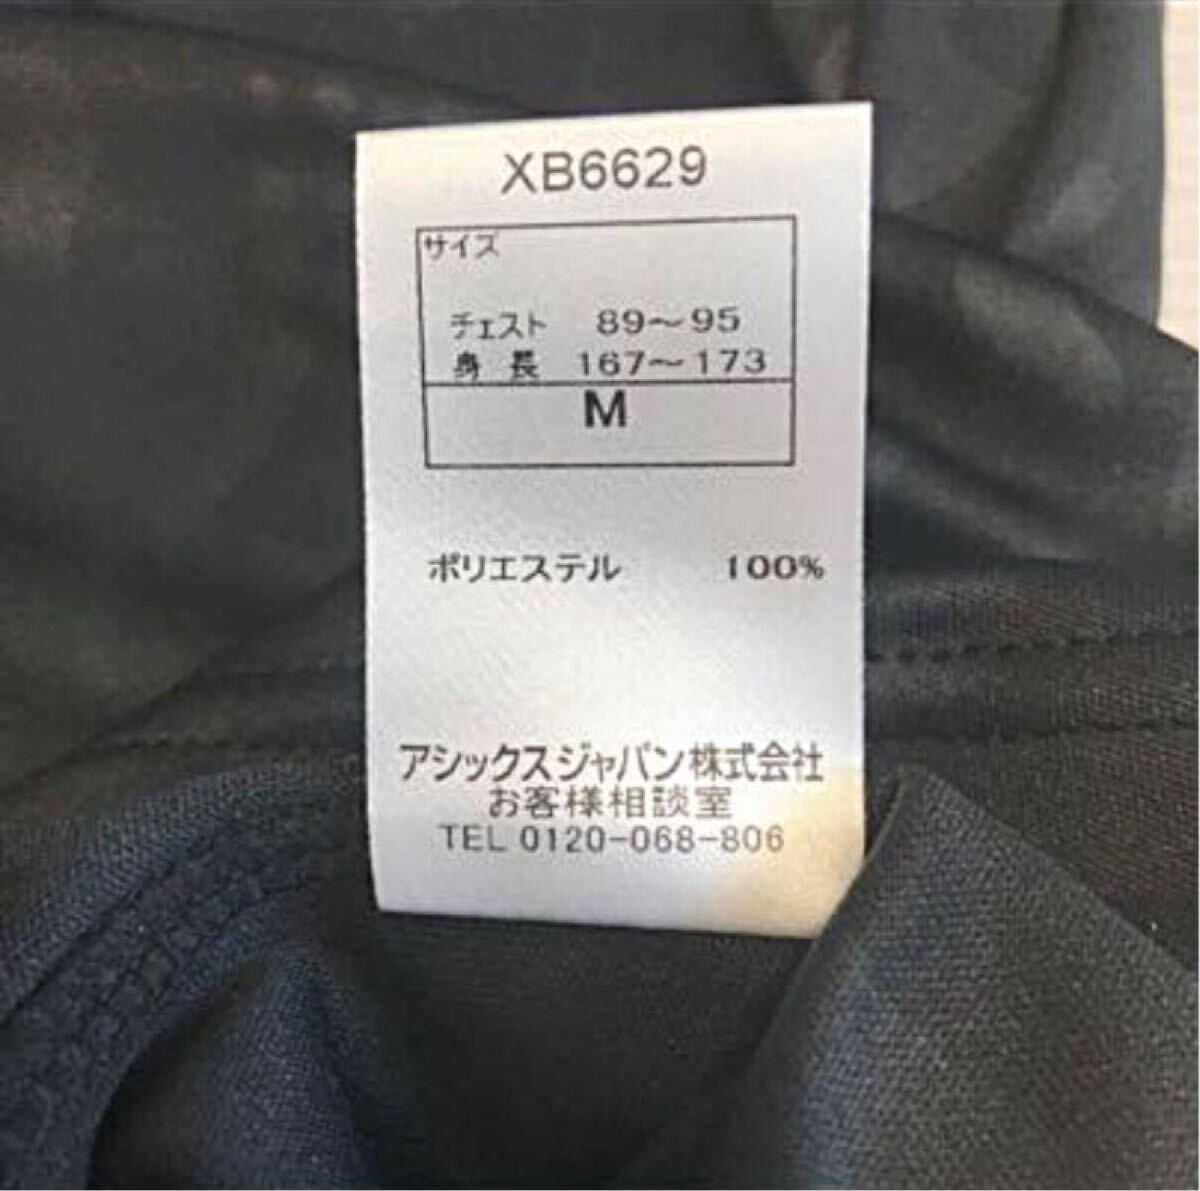 XB6629
サイズ
チェスト 89～95
身長 167～173
M
ポリエステル 100%
アシックスジャパン株式会社
お客様相談室
TEL 0120-068-806